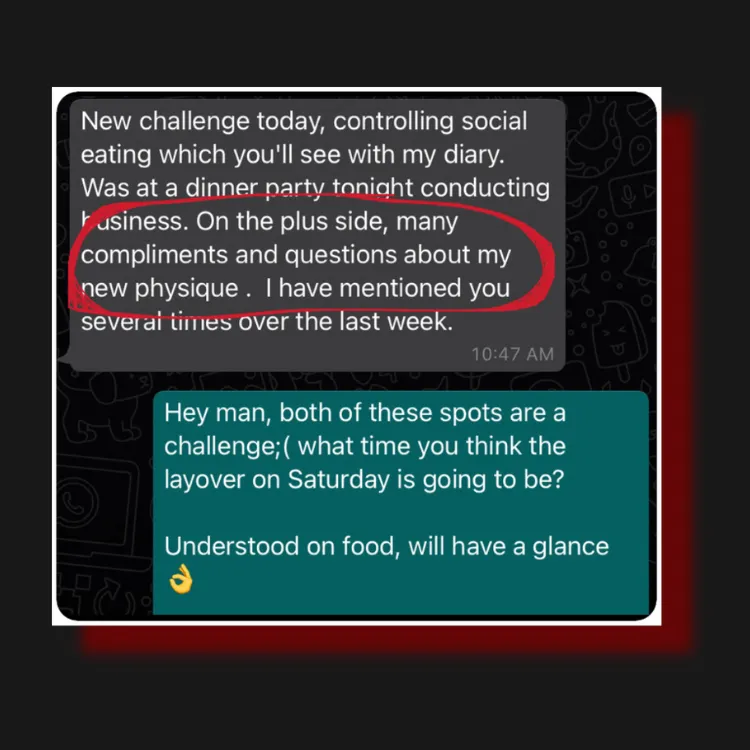 New challenge today, controlling social
eating which you'll see with my diary.
Was at a dinner party tonight conducting
business. On the plus side, many
compliments and questions about my
new physique .  I have mentioned you
several times over the last week.
10:47 AM
Hey man, both of these spots are a
challenge;( what time you think the
layover on Saturday is going to be?
Understood on food, will have a glance
👌